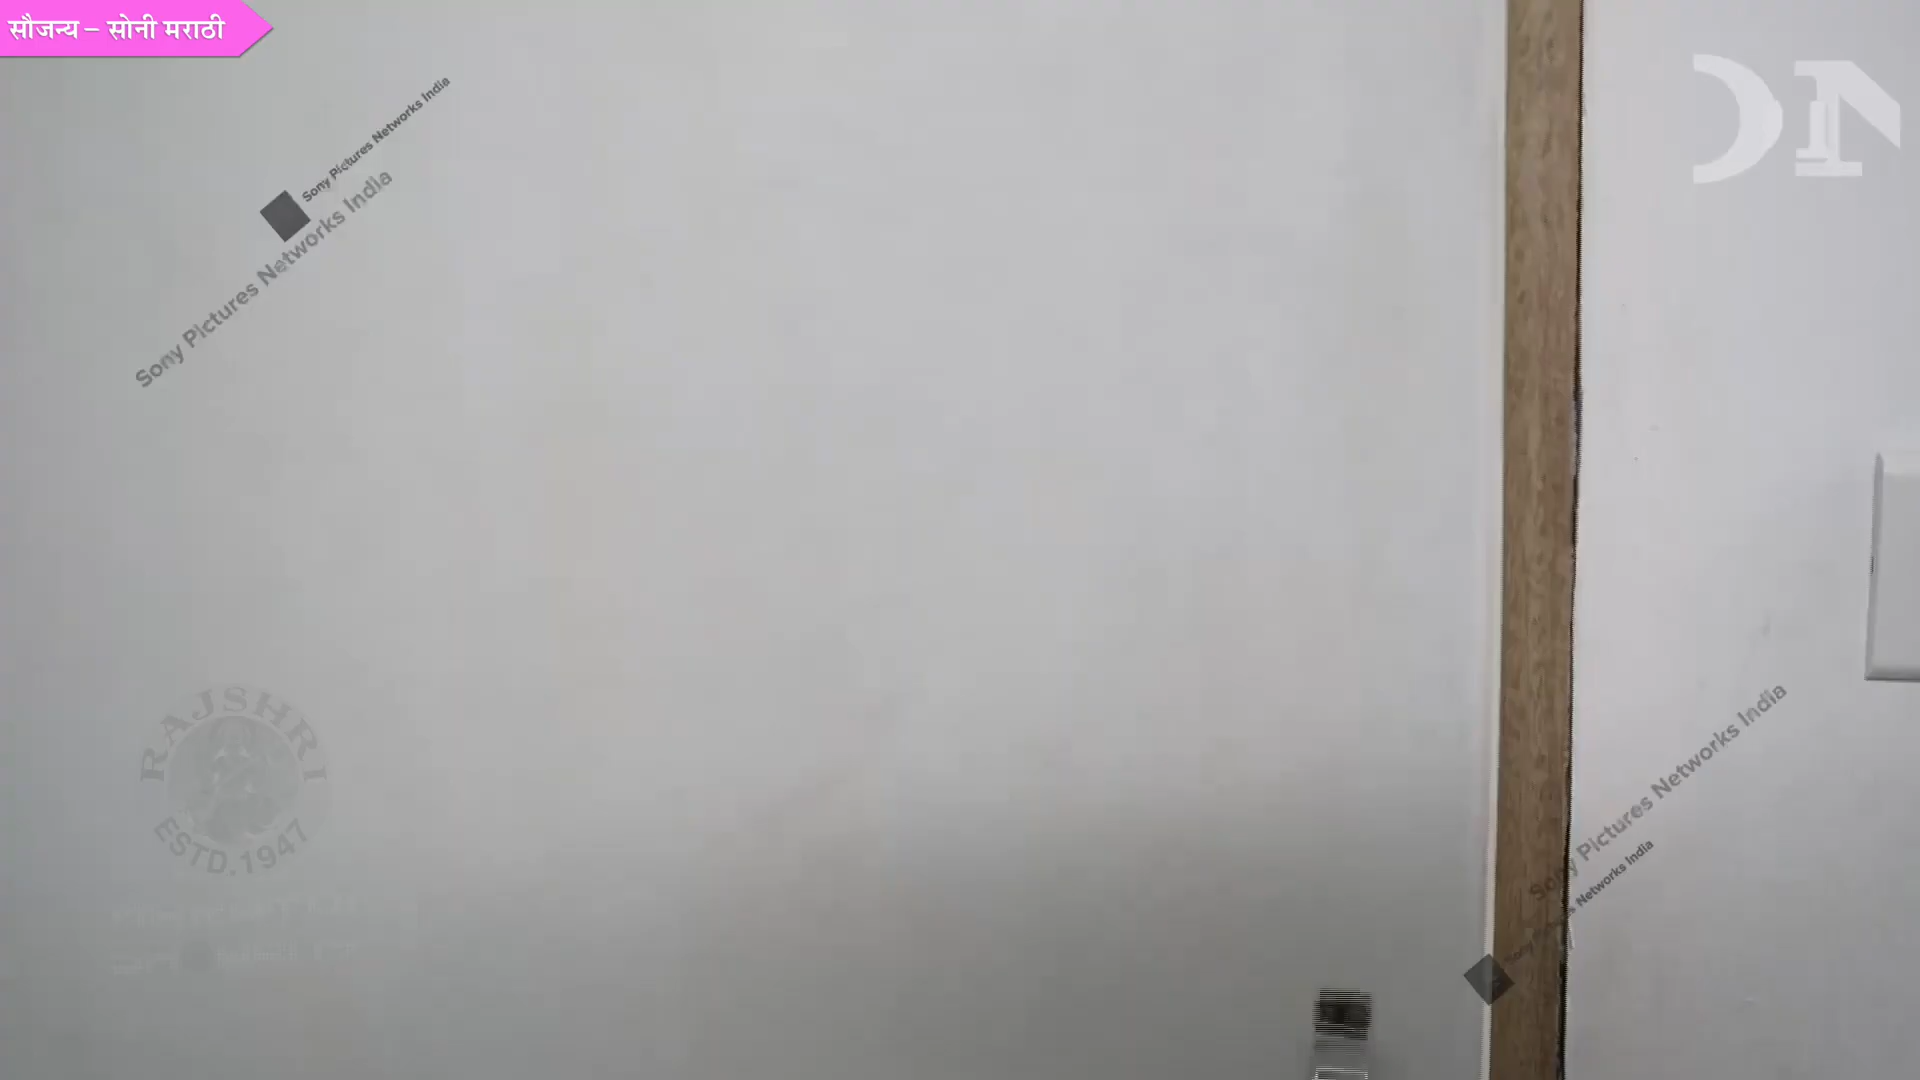 सौजन्य – सोनी मराठी
Sony Pictures Networks India
Sony Pictures Networks India
RAJSHRI
ESTD. 1947
Sony Pictures Networks India
Networks India